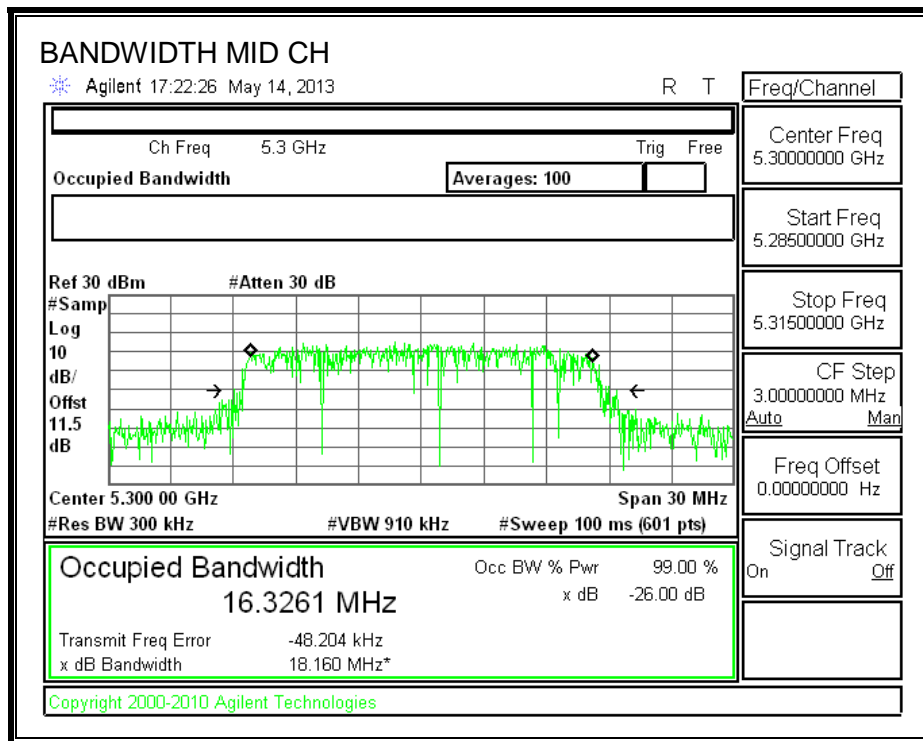 BANDWIDTH MID CH
Agilent 17:22:26 May 14, 2013 R T
Freq/Channel
Ch Freq 5.3 GHz Trig Free
Occupied Bandwidth Averages: 100
Center Freq
5.30000000 GHz
Start Freq
5.28500000 GHz
Stop Freq
5.31500000 GHz
CF Step
3.00000000 MHz
Auto Man
Freq Offset
0.00000000 Hz
Signal Track
On Off
Ref 30 dBm #Atten 30 dB
#Samp
Log
10
dB/
Offst
11.5
dB
Center 5.300 00 GHz Span 30 MHz
#Res BW 300 kHz #VBW 910 kHz #Sweep 100 ms (601 pts)
Occupied Bandwidth Occ BW % Pwr 99.00 %
16.3261 MHz x dB -26.00 dB
Transmit Freq Error -48.204 kHz
x dB Bandwidth 18.160 MHz*
Copyright 2000-2010 Agilent Technologies